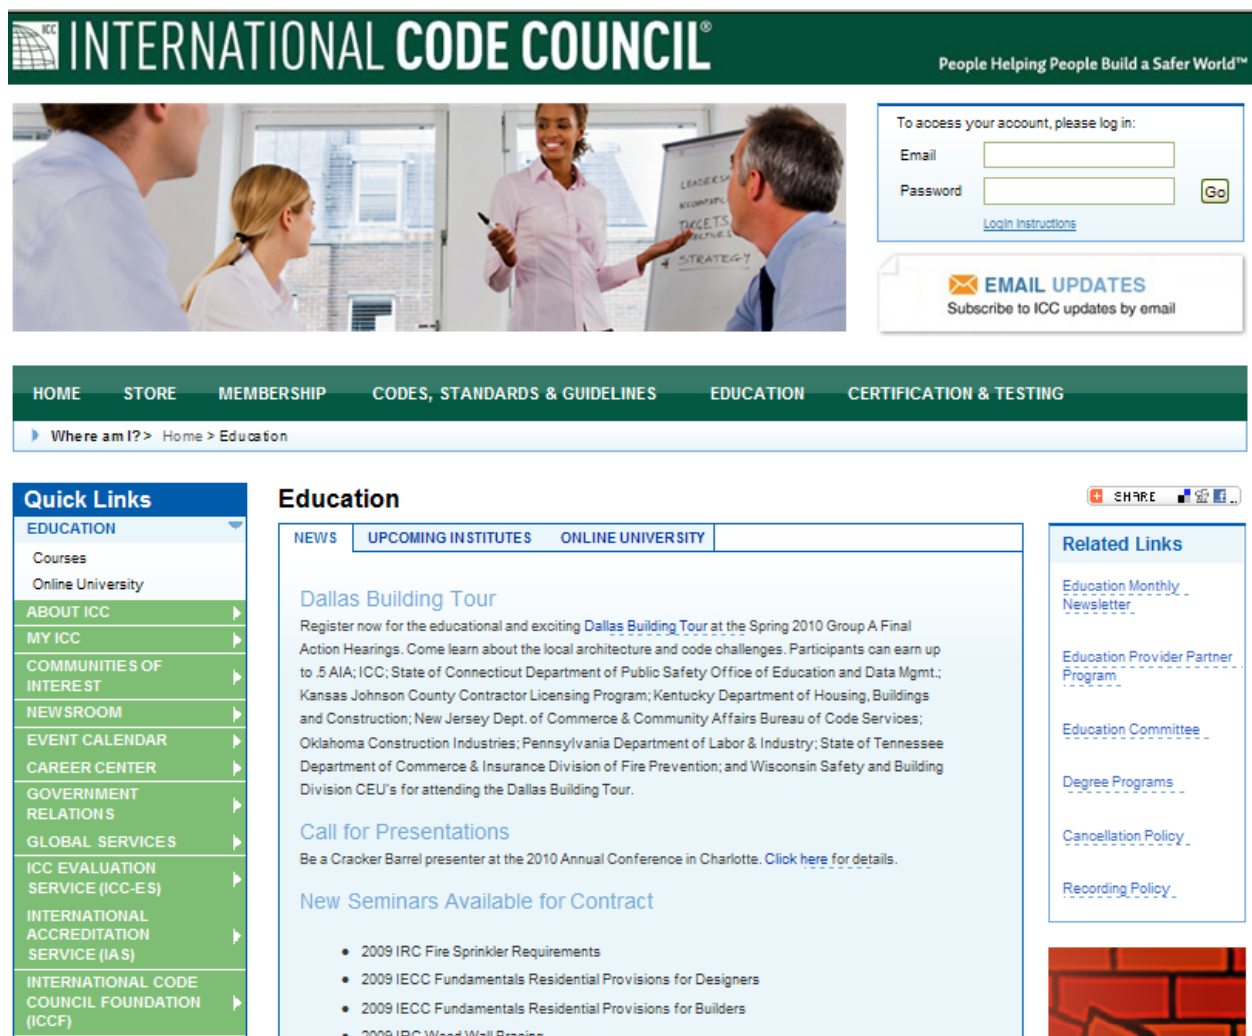 ICC INTERNATIONAL CODE COUNCIL®
People Helping People Build a Safer World™
LEADERSH
TARGETS
* STRATEGY
To access your account, please log in:
Email
Password
Go
Login Instructions
EMAIL UPDATES
Subscribe to ICC updates by email
HOME STORE MEMBERSHIP CODES, STANDARDS & GUIDELINES EDUCATION CERTIFICATION & TESTING
Where am I?> Home > Education
Quick Links
EDUCATION
Courses
Online University
ABOUT ICC
MY ICC
COMMUNITIES OF
INTEREST
NEWSROOM
EVENT CALENDAR
CAREER CENTER
GOVERNMENT
RELATIONS
GLOBAL SERVICES
ICC EVALUATION
SERVICE (ICC-ES)
INTERNATIONAL
ACCREDITATION
SERVICE (IAS)
INTERNATIONAL CODE
COUNCIL FOUNDATION
(ICCF)
Education
NEWS UPCOMING INSTITUTES ONLINE UNIVERSITY
Dallas Building Tour
Register now for the educational and exciting Dallas Building Tour at the Spring 2010 Group A Final
Action Hearings. Come learn about the local architecture and code challenges. Participants can earn up
to .5 AIA; ICC; State of Connecticut Department of Public Safety Office of Education and Data Mgmt.;
Kansas Johnson County Contractor Licensing Program; Kentucky Department of Housing, Buildings
and Construction; New Jersey Dept. of Commerce & Community Affairs Bureau of Code Services;
Oklahoma Construction Industries; Pennsylvania Department of Labor & Industry; State of Tennessee
Department of Commerce & Insurance Division of Fire Prevention; and Wisconsin Safety and Building
Division CEU's for attending the Dallas Building Tour.
Call for Presentations
Be a Cracker Barrel presenter at the 2010 Annual Conference in Charlotte. Click here for details.
New Seminars Available for Contract
• 2009 IRC Fire Sprinkler Requirements
• 2009 IECC Fundamentals Residential Provisions for Designers
• 2009 IECC Fundamentals Residential Provisions for Builders
• 2009 IRC Wood Wall Bracing
SHARE
Related Links
Education Monthly
Newsletter
Education Provider Partner
Program
Education Committee
Degree Programs
Cancellation Policy
Recording Policy